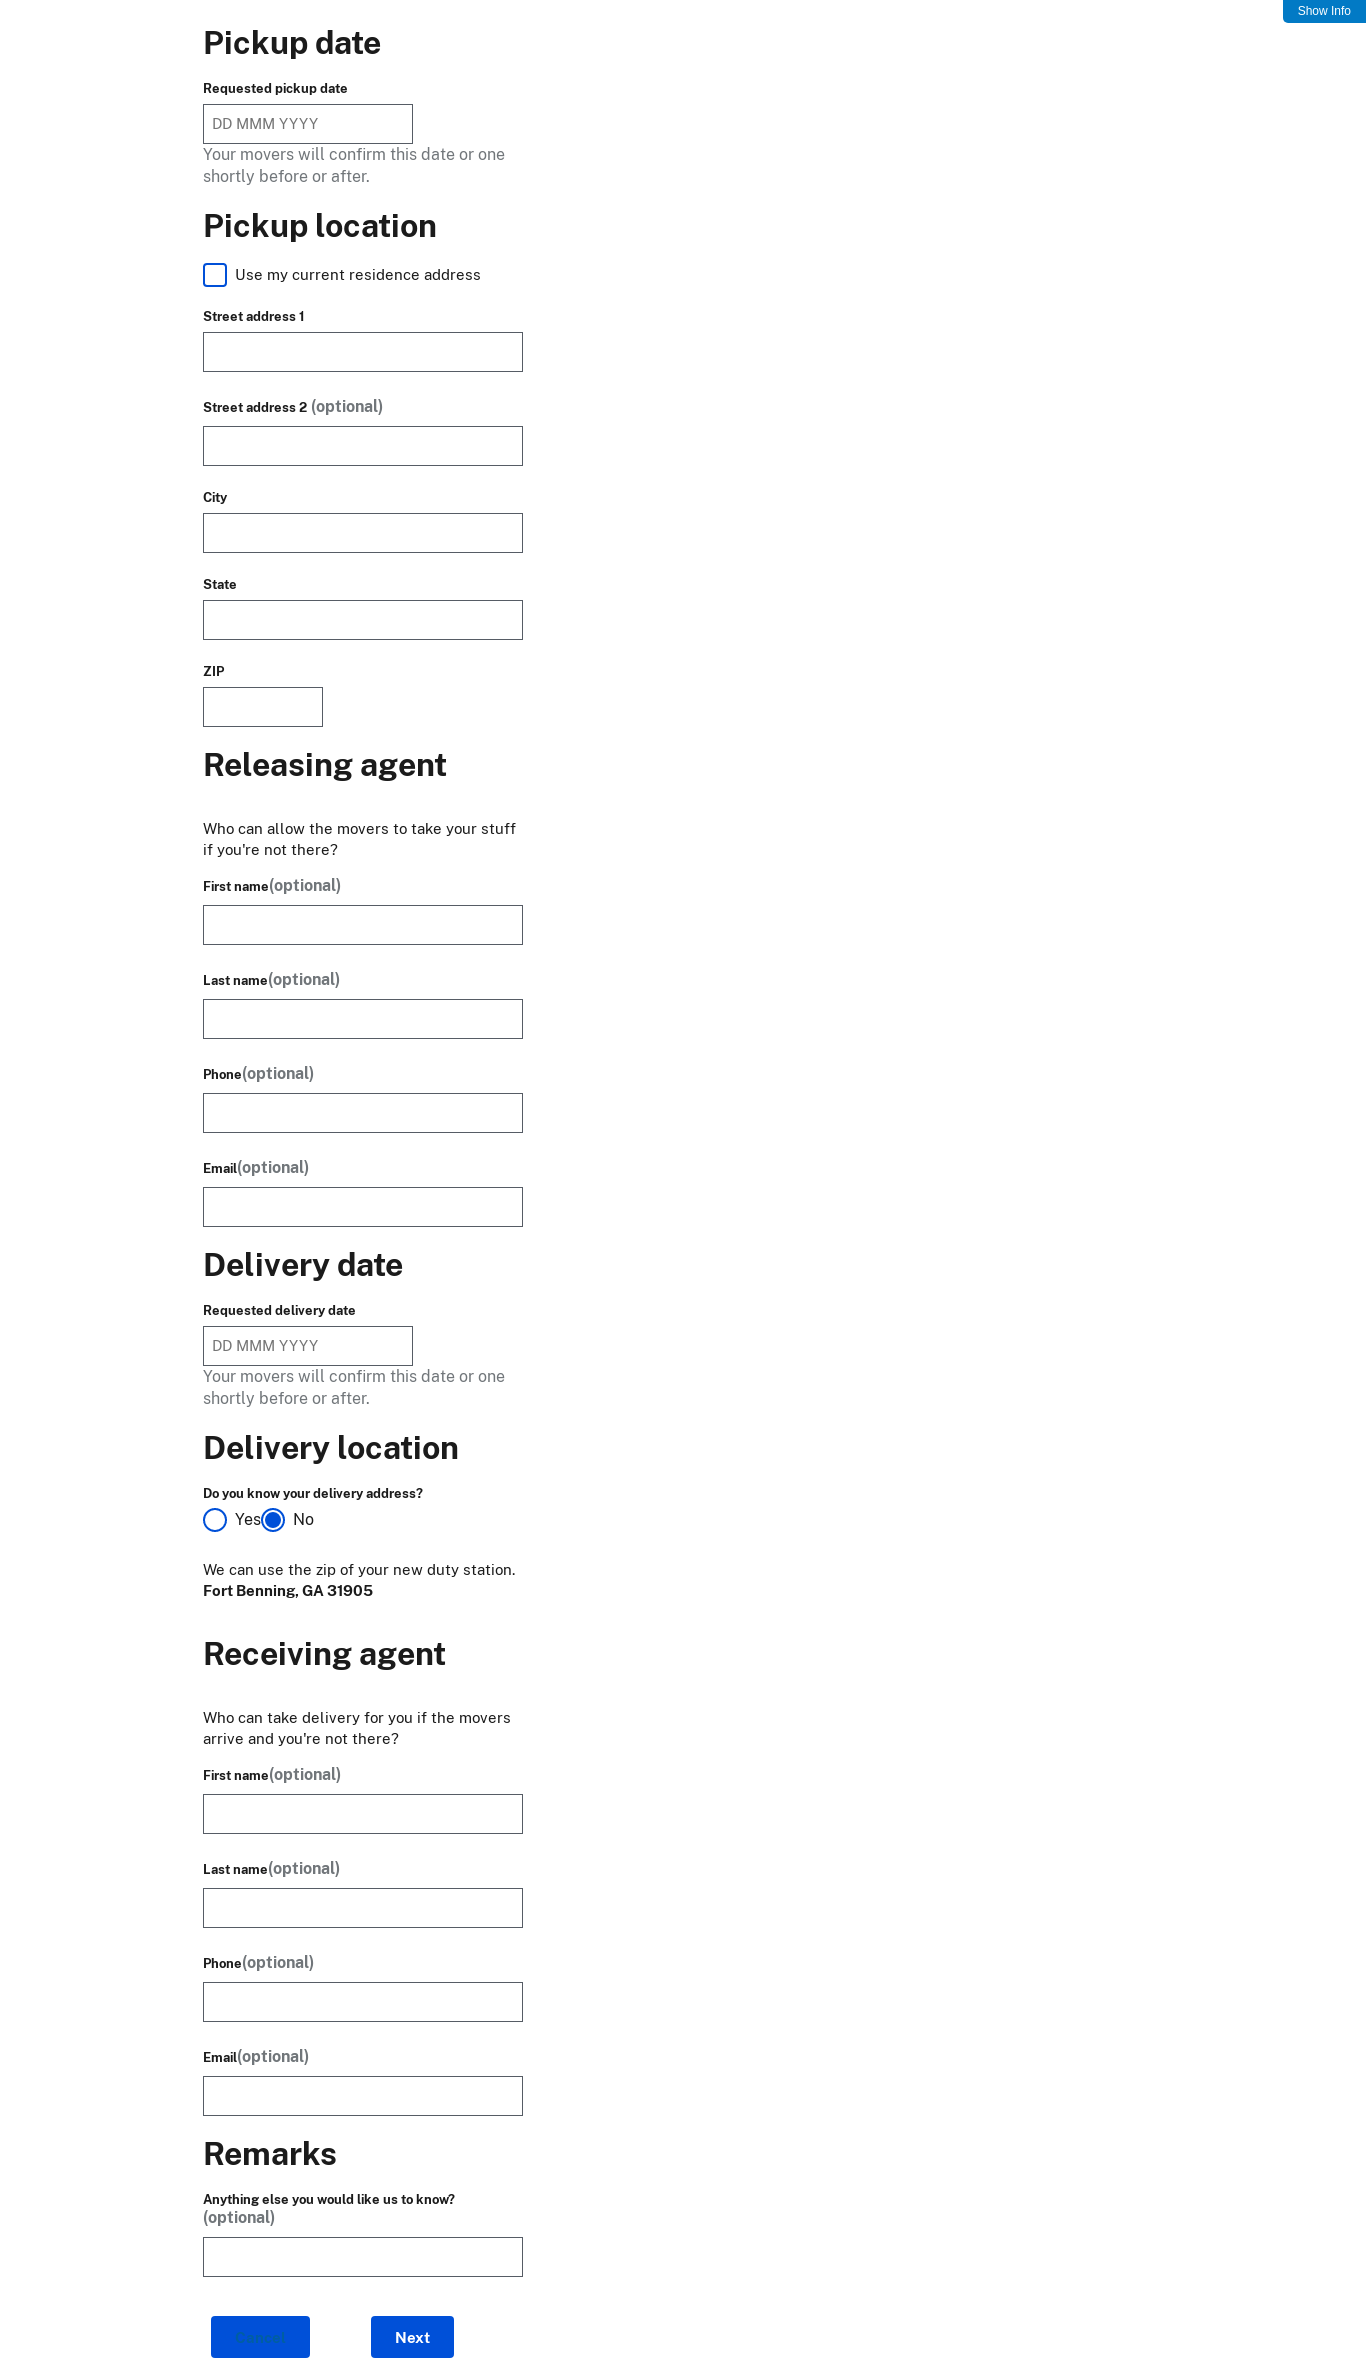 Show Info
Pickup date
Requested pickup date
DD MMM YYYY
Your movers will confirm this date or one
shortly before or after.
Pickup location
Use my current residence address
Street address 1
Street address 2 (optional)
City
State
ZIP
Releasing agent
Who can allow the movers to take your stuff
if you're not there?
First name(optional)
Last name(optional)
Phone(optional)
Email(optional)
Delivery date
Requested delivery date
DD MMM YYYY
Your movers will confirm this date or one
shortly before or after.
Delivery location
Do you know your delivery address?
Yes No
We can use the zip of your new duty station.
Fort Benning, GA 31905
Receiving agent
Who can take delivery for you if the movers
arrive and you're not there?
First name(optional)
Last name(optional)
Phone(optional)
Email(optional)
Remarks
Anything else you would like us to know?
(optional)
Next